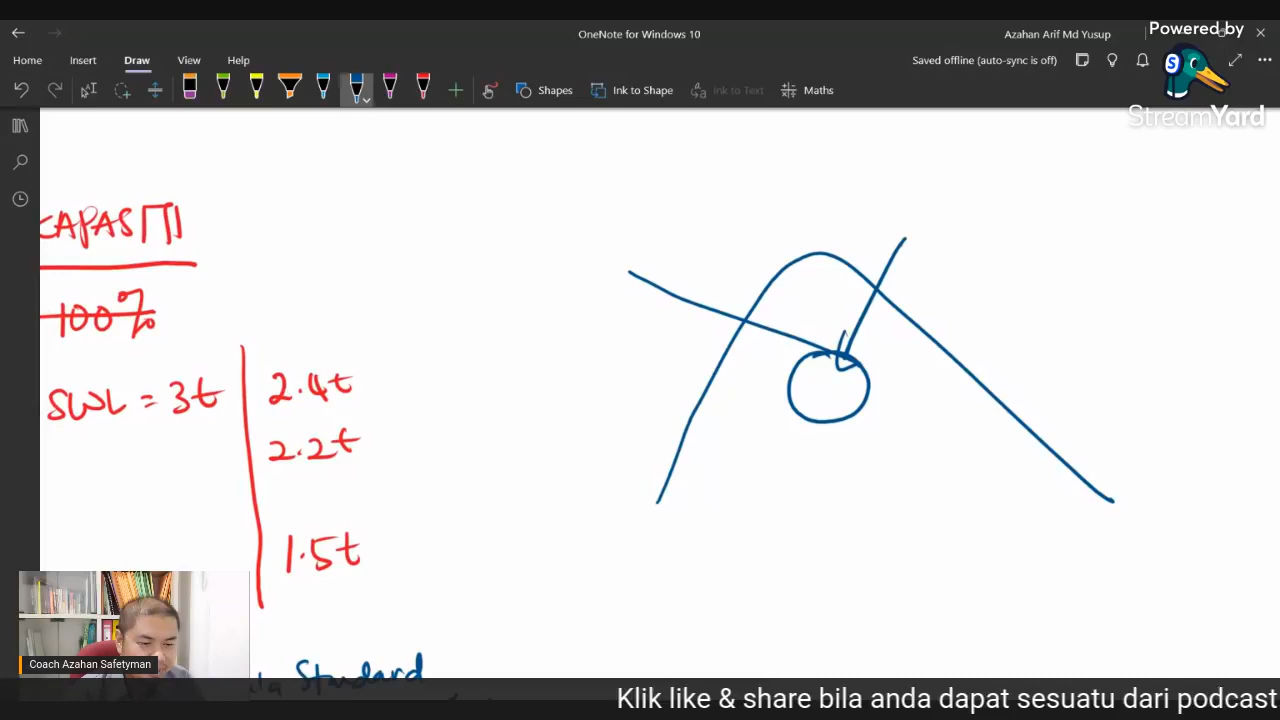 OneNote for Windows 10
Azahan Arif Md Yusup
Powered by
StreamYard
Home Insert Draw View Help
Saved offline (auto-sync is off)
Shapes Ink to Shape Ink to Text Maths
KAPASITI
100%
SWL = 3t
2.4t
2.2t
1.5t
Standard
Coach Azahan Safetyman
Klik like & share bila anda dapat sesuatu dari podcast